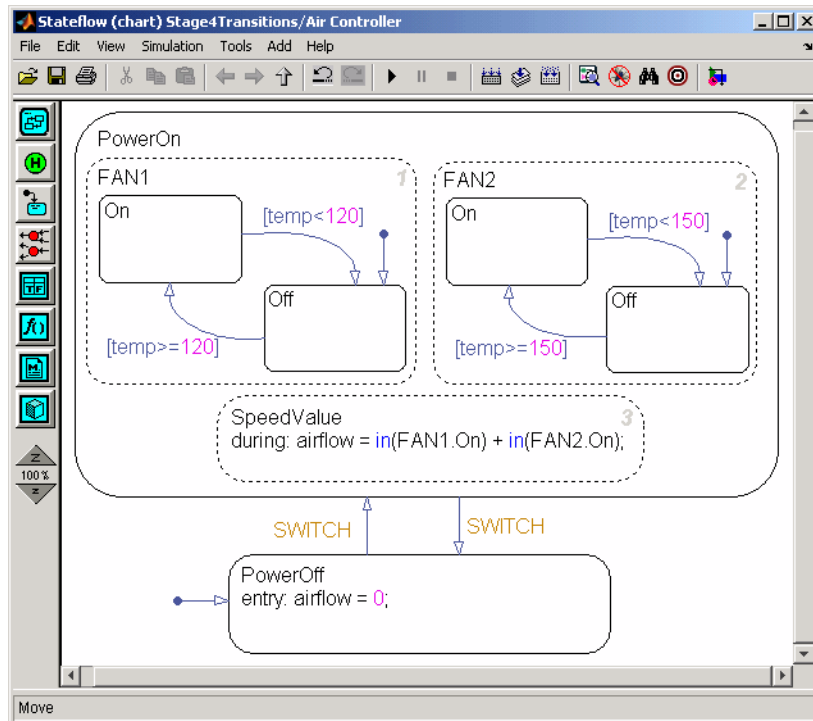 Stateflow (chart) Stage4Transitions/Air Controller
File Edit View Simulation Tools Add Help
PowerOn
FAN1
1
On
[temp<120]
Off
[temp>=120]
FAN2
2
On
[temp<150]
Off
[temp>=150]
SpeedValue
3
during: airflow = in(FAN1.On) + in(FAN2.On);
SWITCH
SWITCH
PowerOff
entry: airflow = 0;
H
TF
f()
M
Z
100%
Z
Move